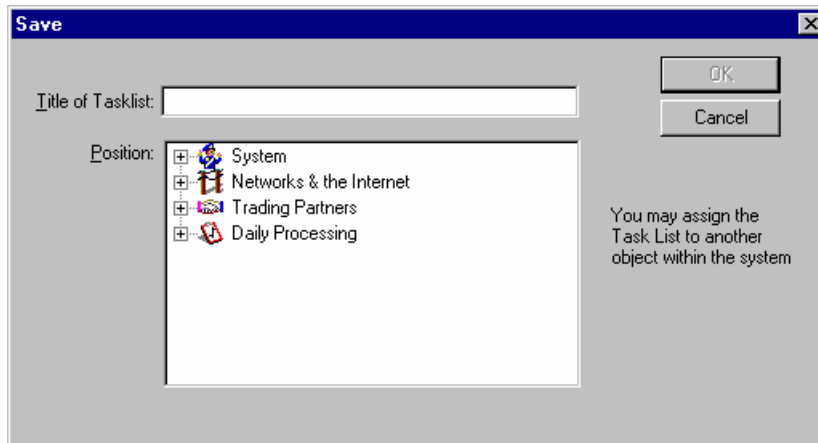 Save
OK
Title of Tasklist:
Cancel
Position:
System
Networks & the Internet
Trading Partners
Daily Processing
You may assign the
Task List to another
object within the system